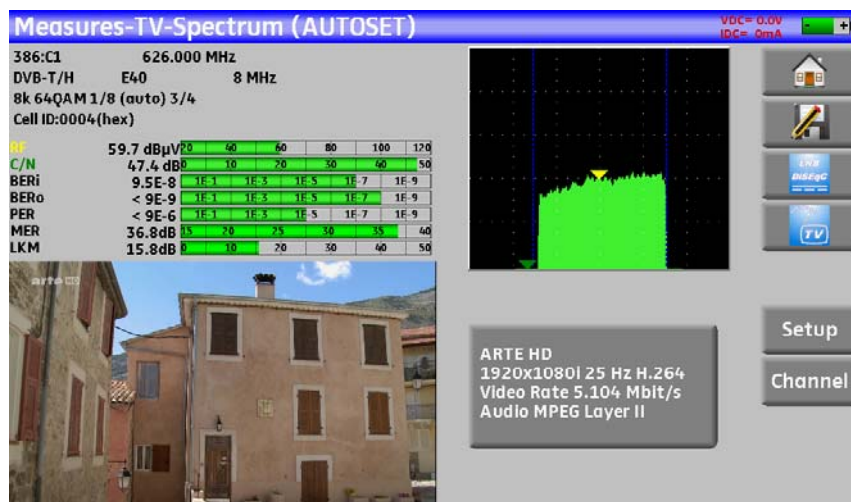 Measures-TV-Spectrum (AUTOSET)
VDC= 0.0V
IDC= 0mA
- +
386:C1 626.000 MHz
DVB-T/H E40 8 MHz
8k 64QAM 1/8 (auto) 3/4
Cell ID:0004(hex)
RF 59.7 dBµV 20 40 60 80 100 120
C/N 47.4 dB 0 10 20 30 40 50
BERi 9.5E-8 1E-1 1E-3 1E-5 1E-7 1E-9
BERo < 9E-9 1E-1 1E-3 1E-5 1E-7 1E-9
PER < 9E-6 1E-1 1E-3 1E-5 1E-7 1E-9
MER 36.8dB 15 20 25 30 35 40
LKM 15.8dB 0 10 20 30 40 50
arte HD
LNB
DiSEqC
TV
ARTE HD
1920x1080i 25 Hz H.264
Video Rate 5.104 Mbit/s
Audio MPEG Layer II
Setup
Channel